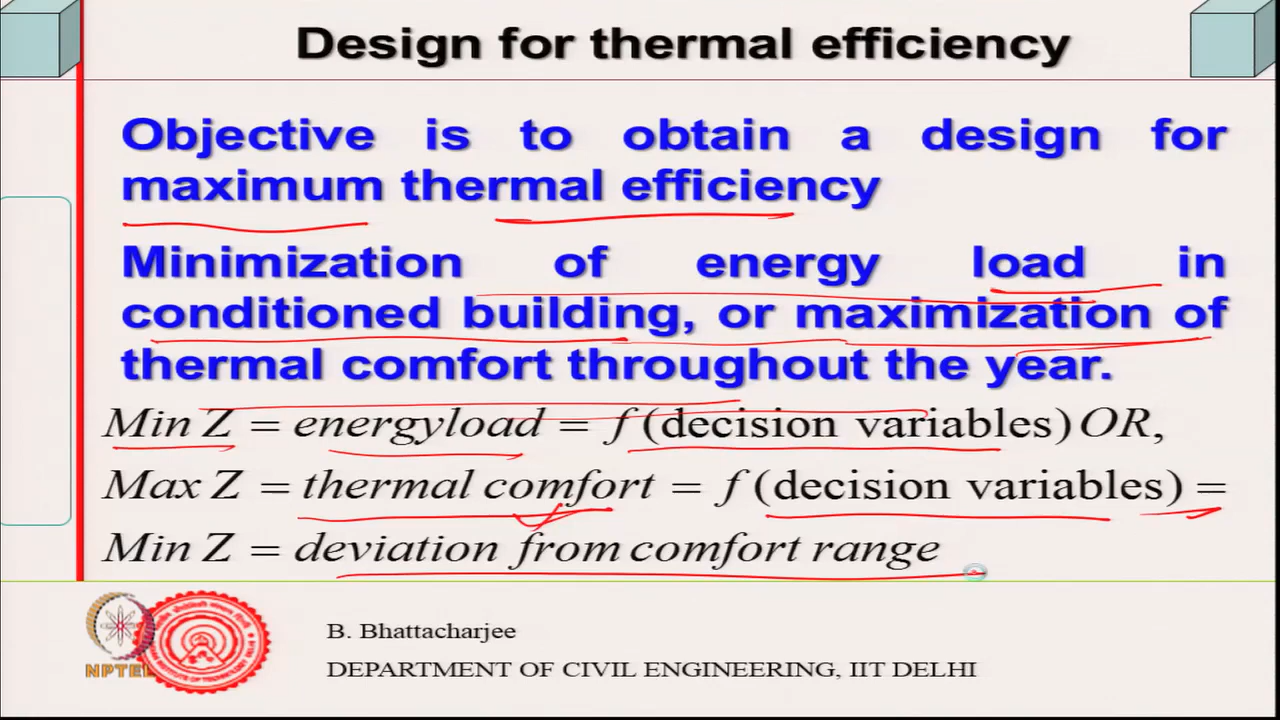 Design for thermal efficiency
Objective is to obtain a design for
maximum thermal efficiency
Minimization of energy load in
conditioned building, or maximization of
thermal comfort throughout the year.
Min Z = energyload = f (decision variables) OR,
Max Z = thermal comfort = f (decision variables) =
Min Z = deviation from comfort range
B. Bhattacharjee
DEPARTMENT OF CIVIL ENGINEERING, IIT DELHI
NPTEL